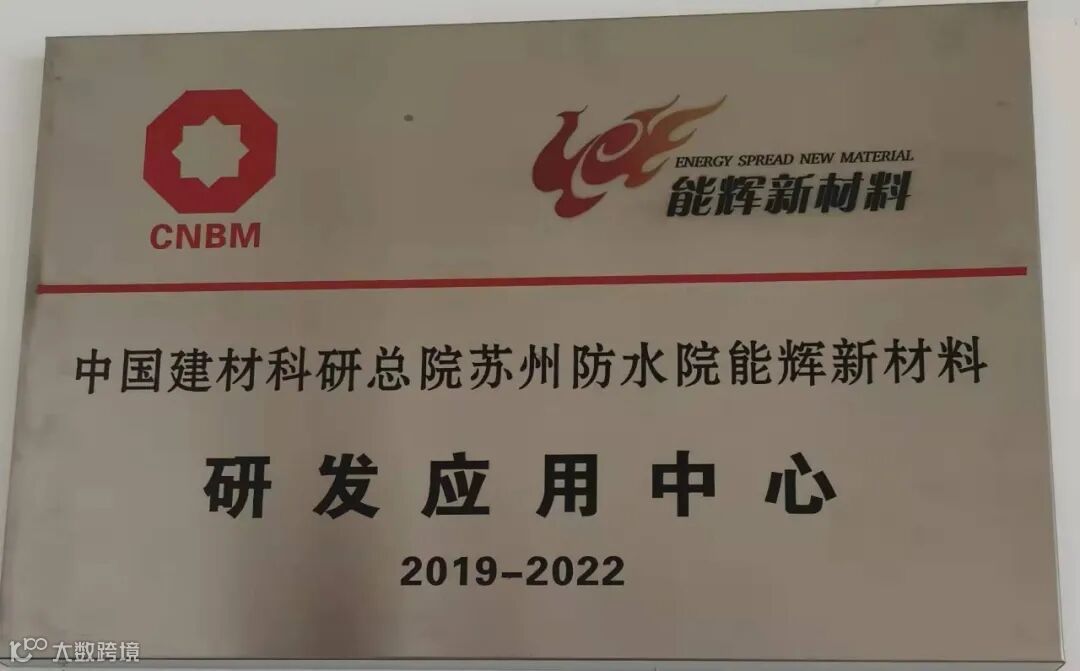 CNBM
ENERGY SPREAD NEW MATERIAL
能辉新材料
中国建材科研总院苏州防水院能辉新材料
研发应用中心
2019-2022
大数跨境